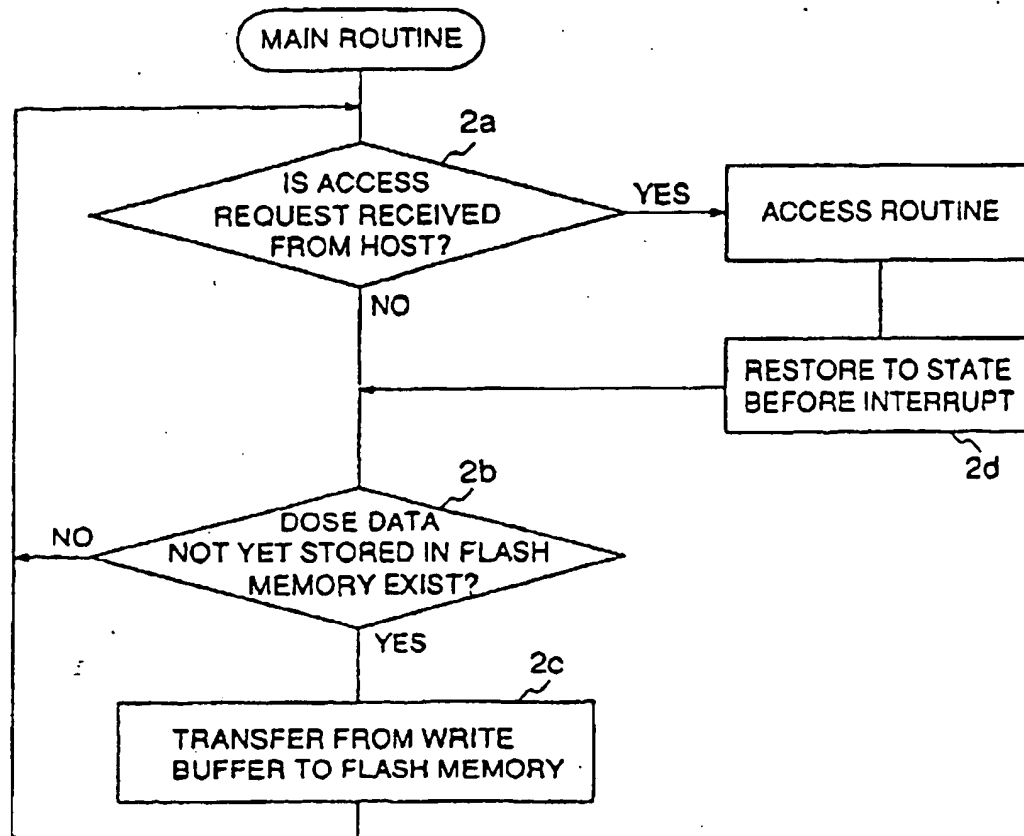 MAIN ROUTINE
2a
IS ACCESS
REQUEST RECEIVED
FROM HOST?
YES
ACCESS ROUTINE
NO
RESTORE TO STATE
BEFORE INTERRUPT
2d
2b
NO
DOSE DATA
NOT YET STORED IN FLASH
MEMORY EXIST?
YES
2c
TRANSFER FROM WRITE
BUFFER TO FLASH MEMORY